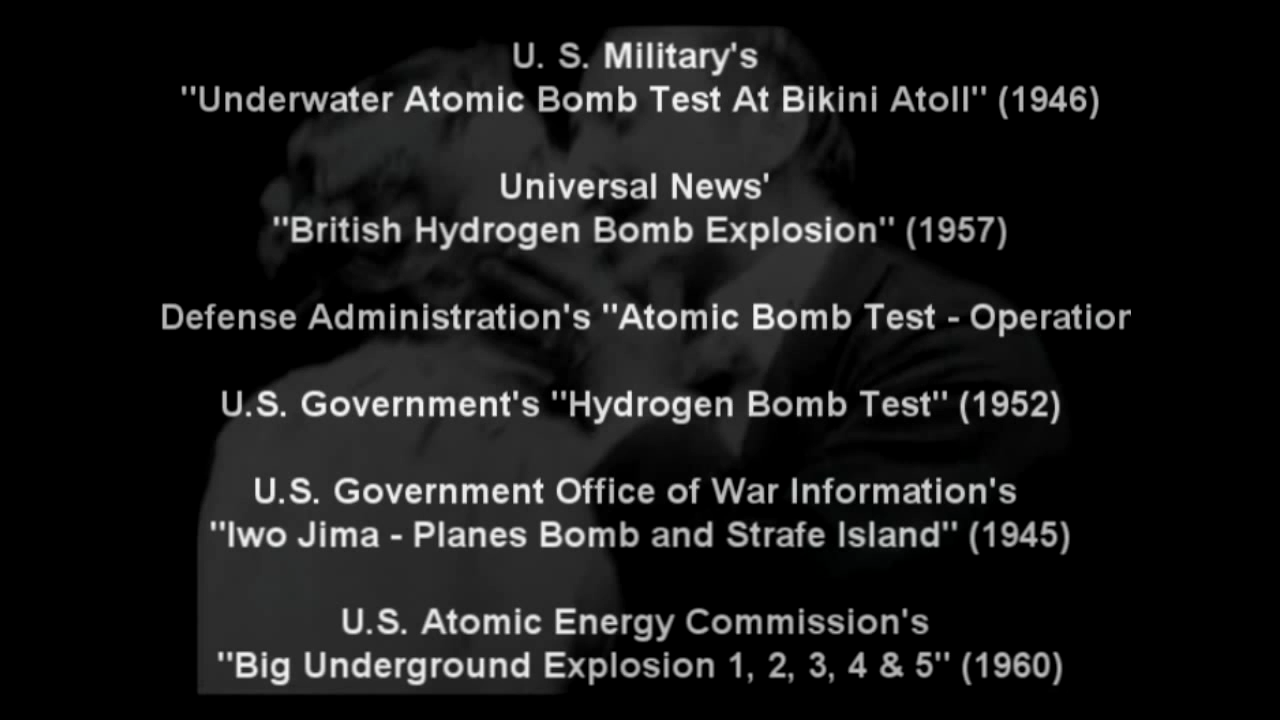 U. S. Military's
"Underwater Atomic Bomb Test At Bikini Atoll" (1946)
Universal News'
"British Hydrogen Bomb Explosion" (1957)
Defense Administration's "Atomic Bomb Test - Operation
U.S. Government's "Hydrogen Bomb Test" (1952)
U.S. Government Office of War Information's
"Iwo Jima - Planes Bomb and Strafe Island" (1945)
U.S. Atomic Energy Commission's
"Big Underground Explosion 1, 2, 3, 4 & 5" (1960)